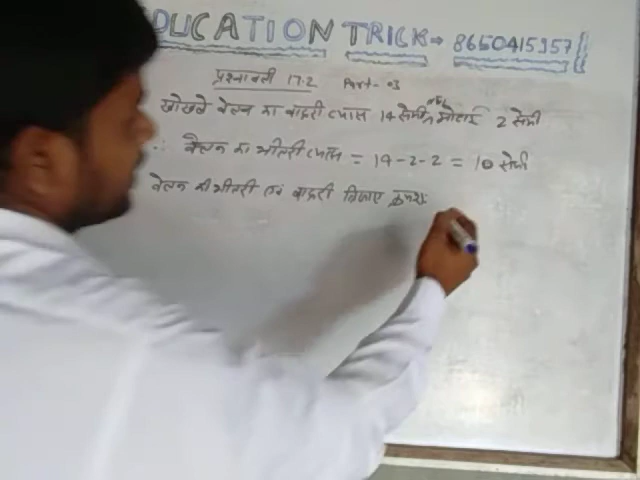 DUCATION TRICK→ 8650415957
प्रश्नावली 17.2 Part-03
खोखले बेलन का बाहरी व्यास 14 सेमी मोटाई 2 सेमी
∴ बेलन का भीतरी व्यास = 14-2-2 = 10 सेमी
बेलन की भीतरी एवं बाहरी त्रिज्याए क्रमशः